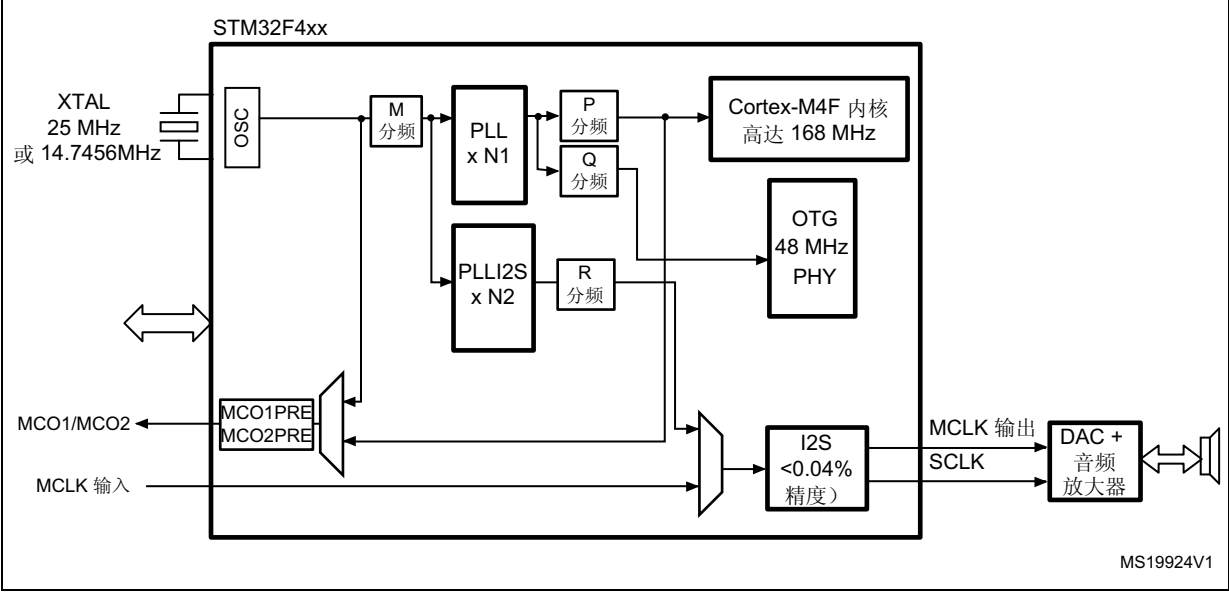 STM32F4xx
XTAL
25 MHz
或 14.7456MHz
OSC
M
分频
PLL
x N1
P
分频
Q
分频
Cortex-M4F 内核
高达 168 MHz
OTG
48 MHz
PHY
PLLI2S
x N2
R
分频
MCO1/MCO2
MCO1PRE
MCO2PRE
MCLK 输入
I2S
<0.04%
精度）
MCLK 输出
SCLK
DAC +
音频
放大器
MS19924V1